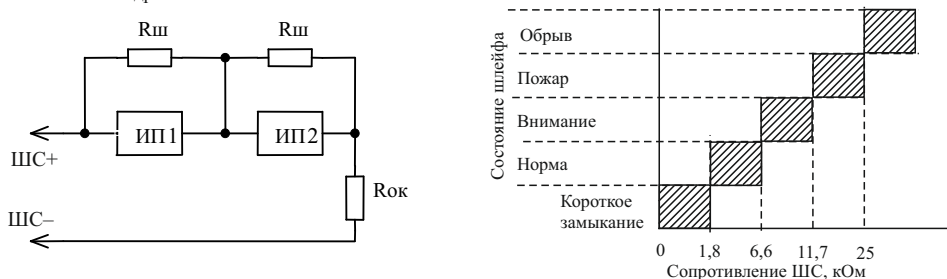 Rш
Rш
ИП1
ИП2
ШС+
Rок
ШС–
Состояние шлейфа
Обрыв
Пожар
Внимание
Норма
Короткое
замыкание
0
1,8
6,6
11,7
25
Сопротивление ШС, кОм